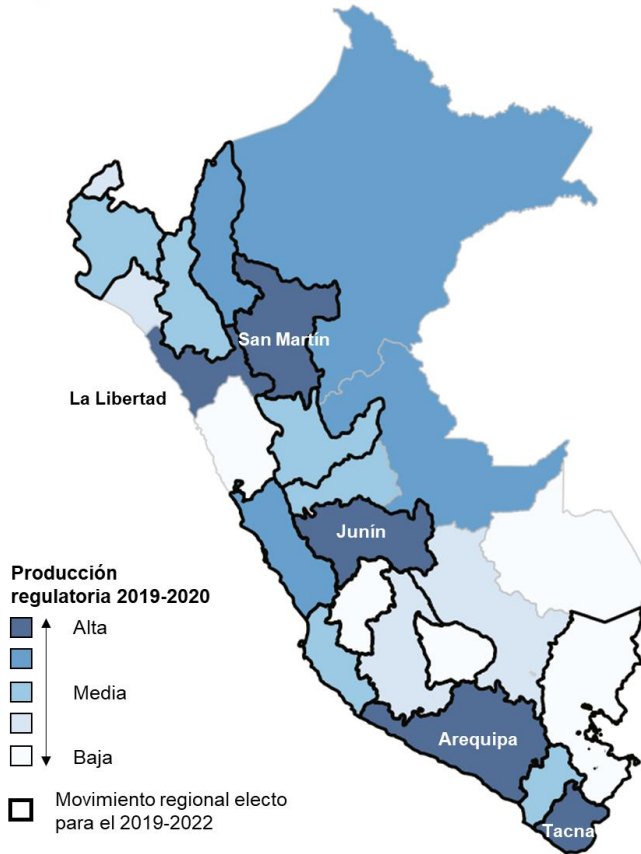 San Martín
La Libertad
Junín
Producción
regulatoria 2019-2020
Alta
Media
Baja
Arequipa
Movimiento regional electo
para el 2019-2022
Tacna